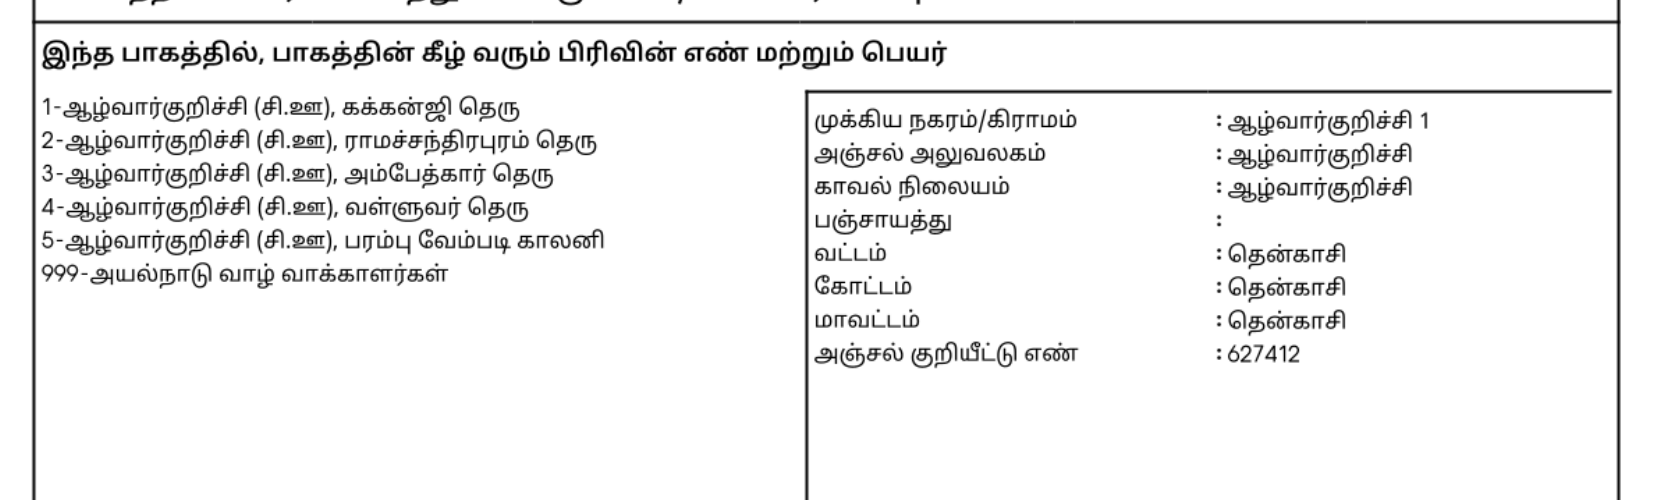 இந்த பாகத்தில், பாகத்தின் கீழ் வரும் பிரிவின் எண் மற்றும் பெயர்
1-ஆழ்வார்குறிச்சி (சி.ஊ), கக்கன்ஜி தெரு
2-ஆழ்வார்குறிச்சி (சி.ஊ), ராமச்சந்திரபுரம் தெரு
3-ஆழ்வார்குறிச்சி (சி.ஊ), அம்பேத்கார் தெரு
4-ஆழ்வார்குறிச்சி (சி.ஊ), வள்ளுவர் தெரு
5-ஆழ்வார்குறிச்சி (சி.ஊ), பரம்பு வேம்படி காலனி
999-அயல்நாடு வாழ் வாக்காளர்கள்
முக்கிய நகரம்/கிராமம் : ஆழ்வார்குறிச்சி 1
அஞ்சல் அலுவலகம் : ஆழ்வார்குறிச்சி
காவல் நிலையம் : ஆழ்வார்குறிச்சி
பஞ்சாயத்து :
வட்டம் : தென்காசி
கோட்டம் : தென்காசி
மாவட்டம் : தென்காசி
அஞ்சல் குறியீட்டு எண் : 627412